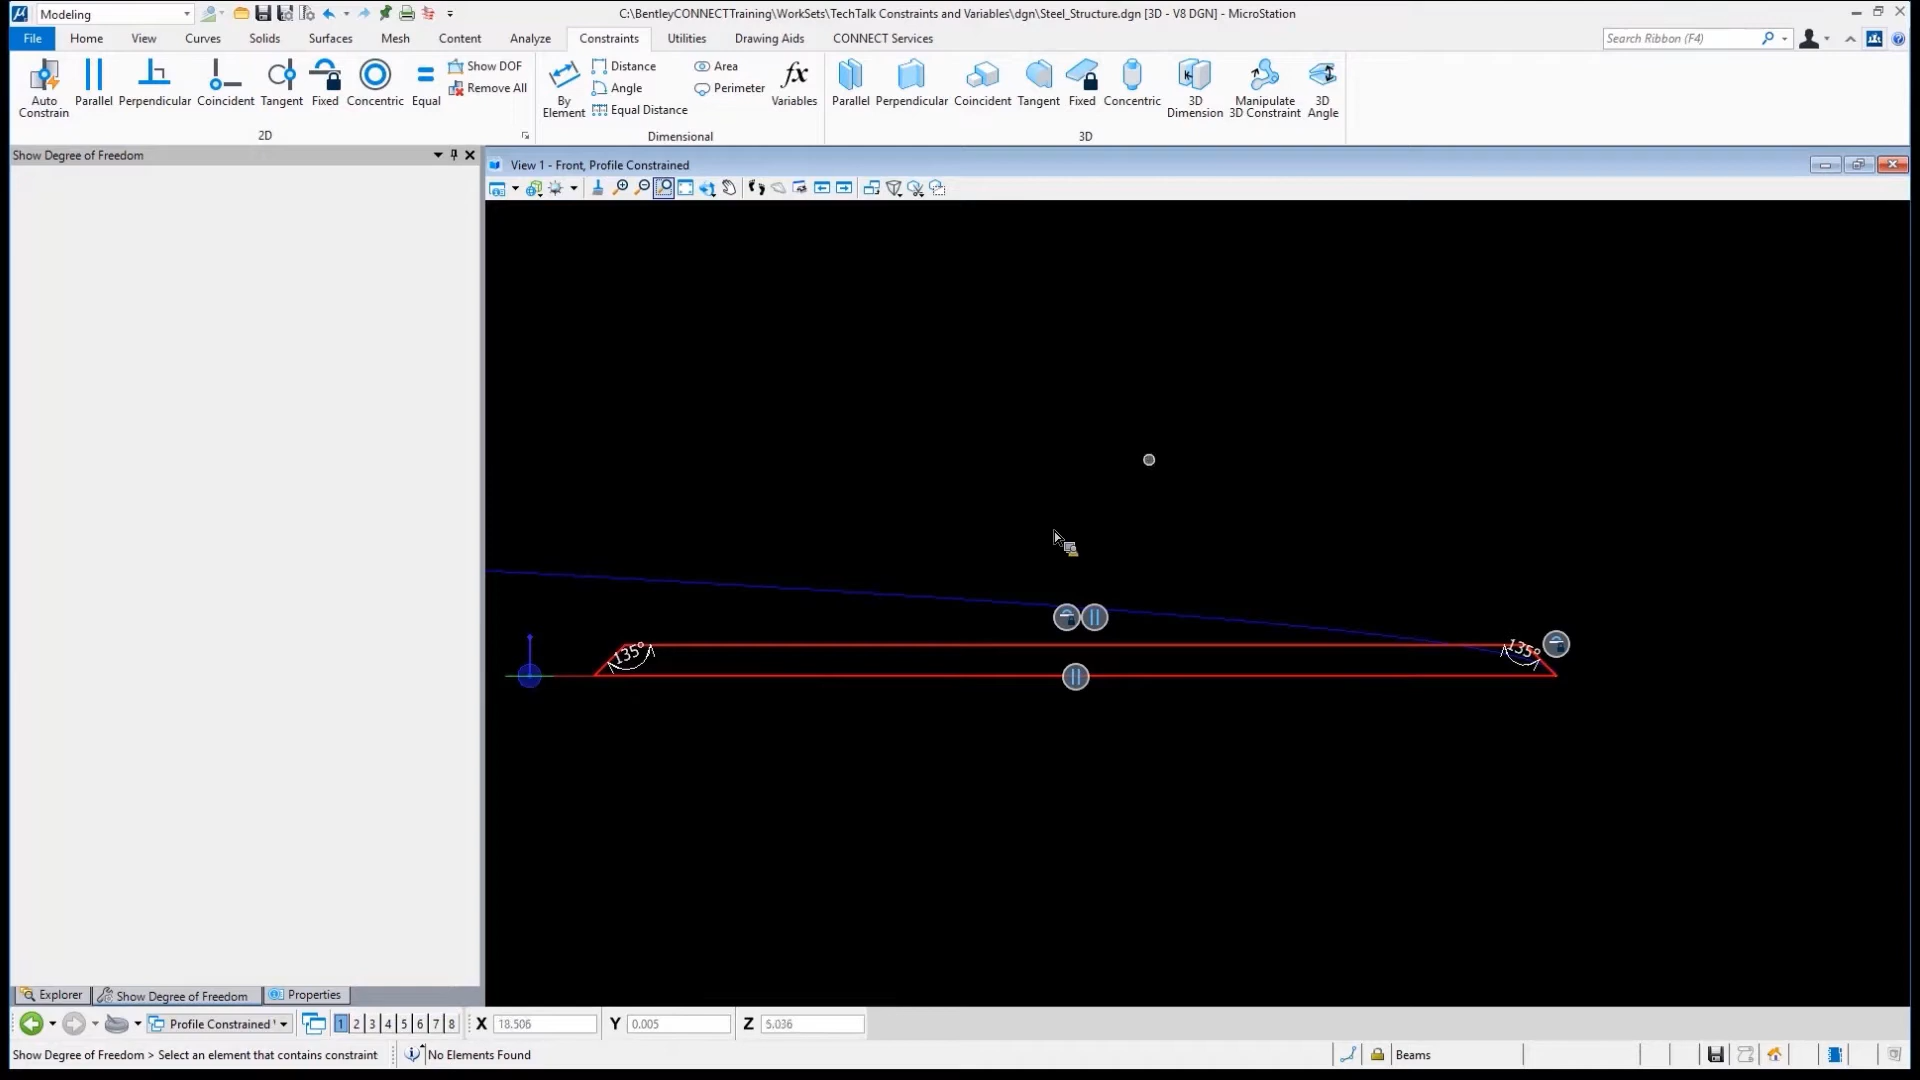 Modeling
C:\BentleyCONNECTTraining\WorkSets\TechTalk Constraints and Variables\dgn\Steel_Structure.dgn [3D - V8 DGN] - MicroStation
File Home View Curves Solids Surfaces Mesh Content Analyze Constraints Utilities Drawing Aids CONNECT Services
Search Ribbon (F4)
Auto Constrain
Parallel
Perpendicular
Coincident
Tangent
Fixed
Concentric
Equal
Show DOF
Remove All
2D
By Element
Distance
Angle
Equal Distance
Area
Perimeter
fx
Variables
Dimensional
Parallel
Perpendicular
Coincident
Tangent
Fixed
Concentric
3D Dimension
Manipulate 3D Constraint
3D Angle
3D
Show Degree of Freedom
View 1 - Front, Profile Constrained
135°
135°
Explorer
Show Degree of Freedom
Properties
Profile Constrained
1 2 3 4 5 6 7 8
X 18.506
Y 0.005
Z 5.036
Show Degree of Freedom > Select an element that contains constraint
No Elements Found
Beams